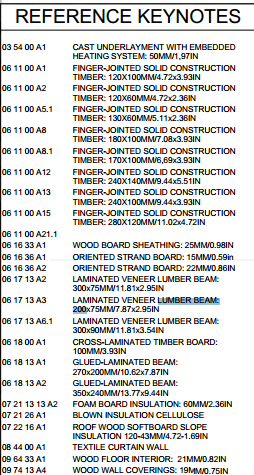 REFERENCE KEYNOTES
03 54 00 A1 CAST UNDERLAYMENT WITH EMBEDDED
HEATING SYSTEM: 50MM/1,97IN
06 11 00 A1 FINGER-JOINTED SOLID CONSTRUCTION
TIMBER: 120X100MM/4.72x3.93IN
06 11 00 A2 FINGER-JOINTED SOLID CONSTRUCTION
TIMBER: 120X60MM/4.72x2.36IN
06 11 00 A5.1 FINGER-JOINTED SOLID CONSTRUCTION
TIMBER: 130X60MM/5.11x2.36IN
06 11 00 A8 FINGER-JOINTED SOLID CONSTRUCTION
TIMBER: 180X100MM/7.08x3.93IN
06 11 00 A8.1 FINGER-JOINTED SOLID CONSTRUCTION
TIMBER: 170X100MM/6,69x3.93IN
06 11 00 A12 FINGER-JOINTED SOLID CONSTRUCTION
TIMBER: 240X140MM/9.44x5.51IN
06 11 00 A13 FINGER-JOINTED SOLID CONSTRUCTION
TIMBER: 240X100MM/9.44x3.93IN
06 11 00 A15 FINGER-JOINTED SOLID CONSTRUCTION
TIMBER: 280X120MM/11.02x4.72IN
06 11 00 A21.1
06 16 33 A1 WOOD BOARD SHEATHING: 25MM/0.98IN
06 16 36 A1 ORIENTED STRAND BOARD: 15MM/0.59in
06 16 36 A2 ORIENTED STRAND BOARD: 22MM/0.86IN
06 17 13 A2 LAMINATED VENEER LUMBER BEAM:
300x75MM/11.81x2.95IN
06 17 13 A3 LAMINATED VENEER LUMBER BEAM:
200x75MM/7.87x2.95IN
06 17 13 A6.1 LAMINATED VENEER LUMBER BEAM:
300x90MM/11.81x3.54IN
06 18 00 A1 CROSS-LAMINATED TIMBER BOARD:
100MM/3.93IN
06 18 13 A1 GLUED-LAMINATED BEAM:
270x200MM/10.62x7.87IN
06 18 13 A2 GLUED-LAMINATED BEAM:
350x240MM/13.77x9.44IN
07 21 13 13 A2 FOAM BOARD INSULATION: 60MM/2.36IN
07 21 26 A1 BLOWN INSULATION CELLULOSE
07 22 16 A1 ROOF WOOD SOFTBOARD SLOPE
INSULATION 120-43MM/4.72-1.69IN
08 44 00 A1 TEXTILE CURTAIN WALL
09 64 33 A1 WOOD FLOOR INTERIOR: 21MM/0.82IN
09 74 13 A4 WOOD WALL COVERINGS: 19MM/0.75IN